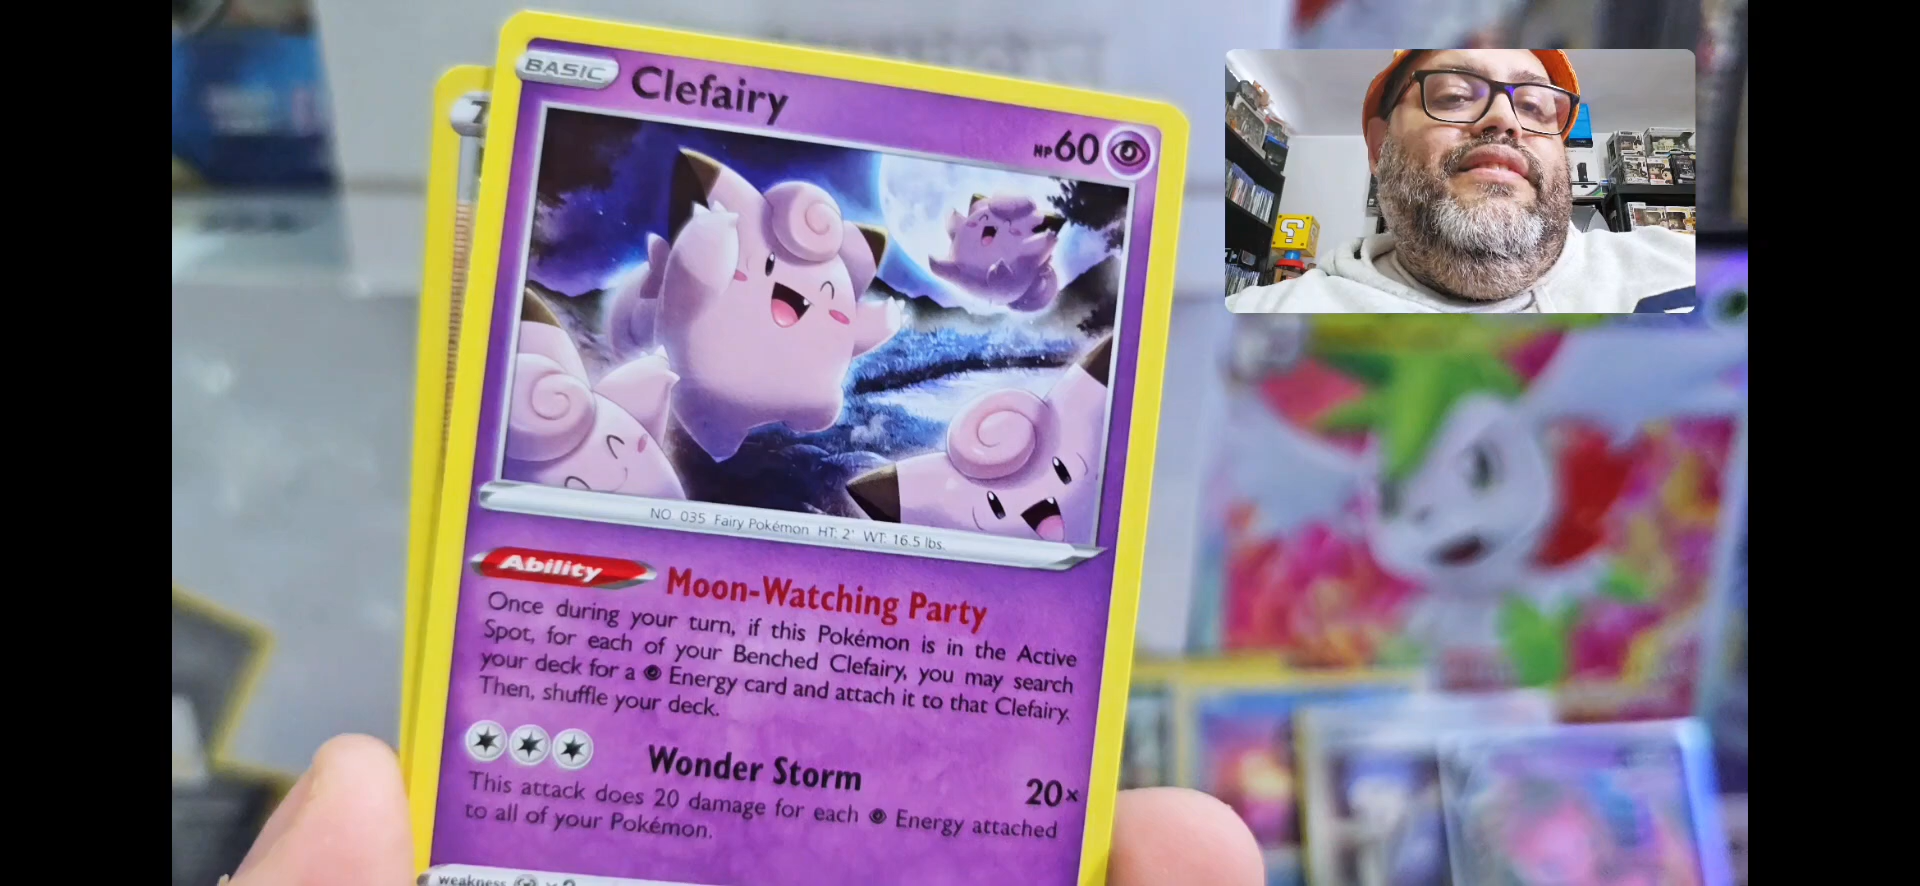 BASIC
Clefairy
HP 60
NO. 035 Fairy Pokémon HT: 2' WT: 16.5 lbs.
Ability
Moon-Watching Party
Once during your turn, if this Pokémon is in the Active
Spot, for each of your Benched Clefairy, you may search
your deck for a Energy card and attach it to that Clefairy.
Then, shuffle your deck.
Wonder Storm
20×
This attack does 20 damage for each Energy attached
to all of your Pokémon.
weakness